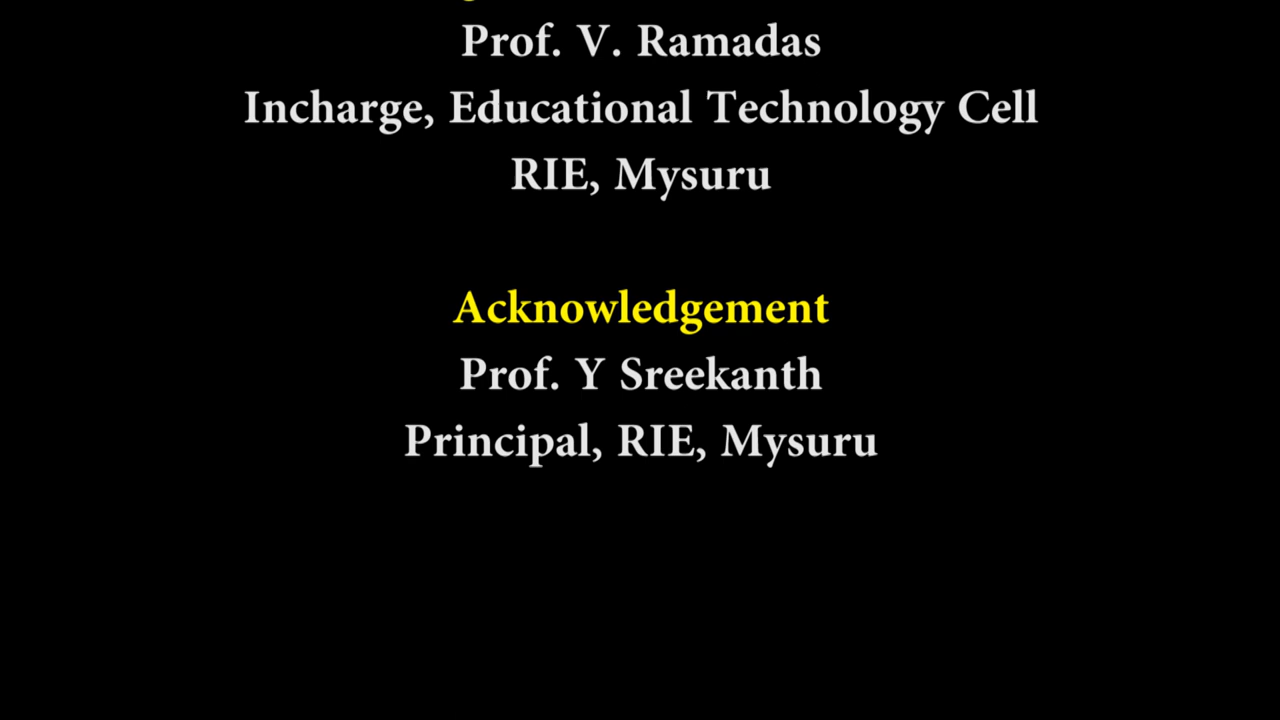 Prof. V. Ramadas
Incharge, Educational Technology Cell
RIE, Mysuru
Acknowledgement
Prof. Y Sreekanth
Principal, RIE, Mysuru